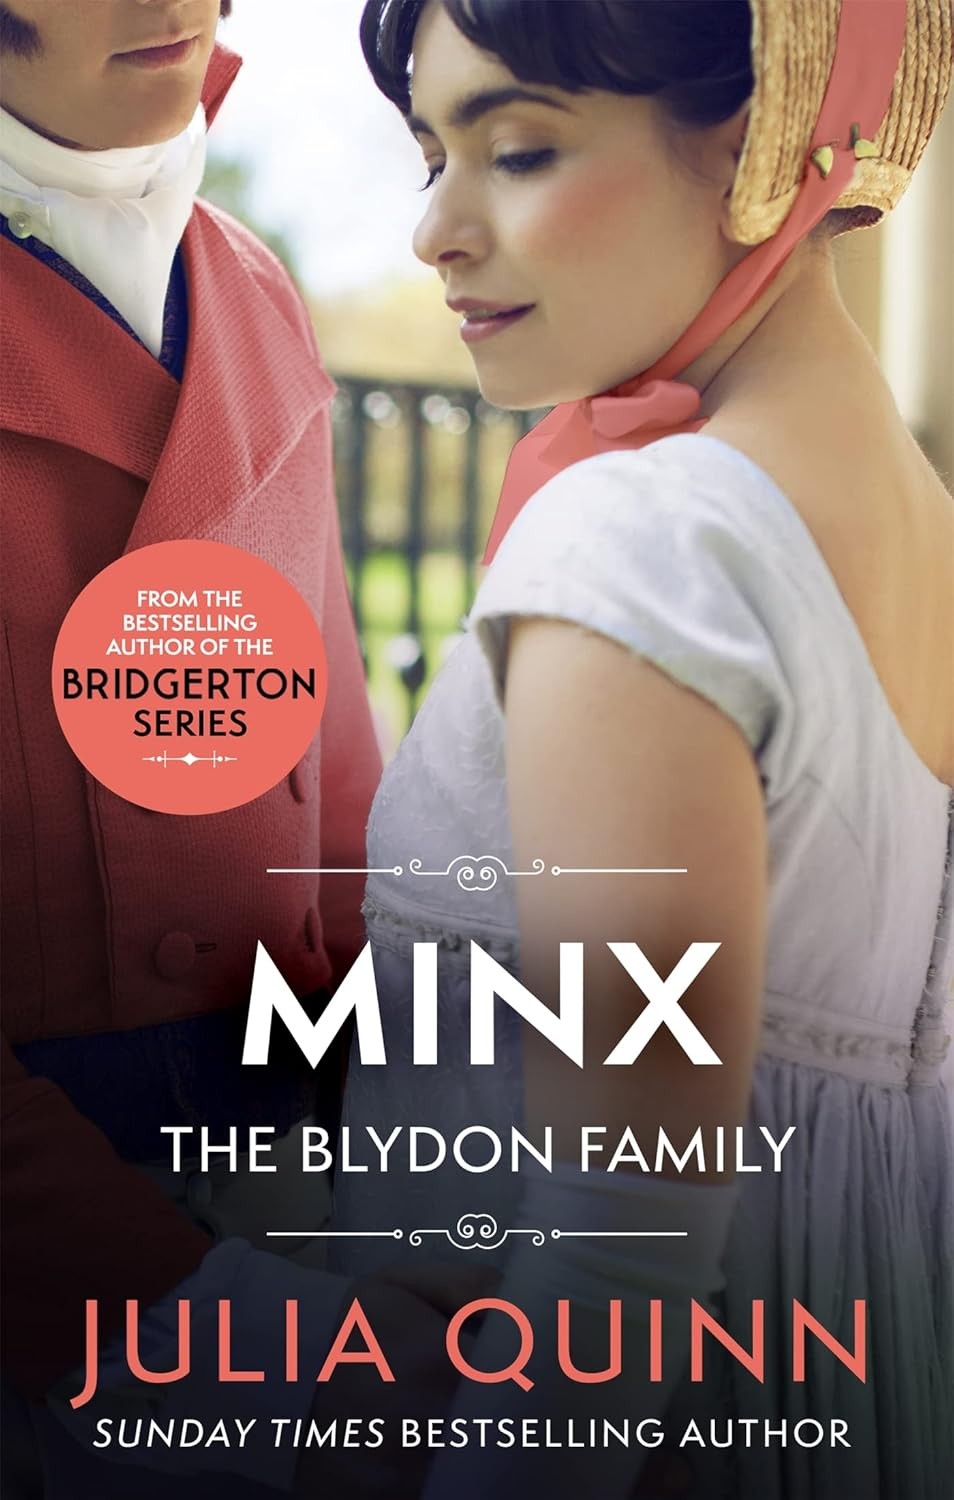 FROM THE
BESTSELLING
AUTHOR OF THE
BRIDGERTON
SERIES
MINX
THE BLYDON FAMILY
JULIA QUINN
SUNDAY TIMES BESTSELLING AUTHOR